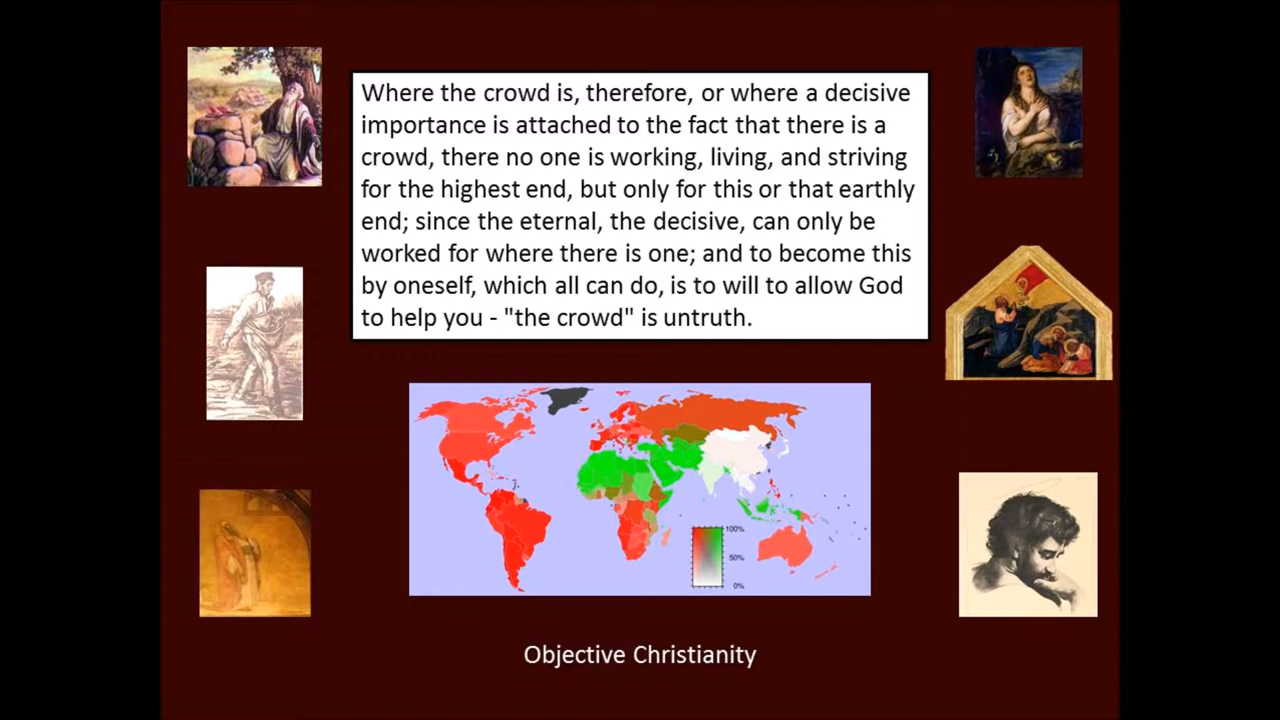 Where the crowd is, therefore, or where a decisive
importance is attached to the fact that there is a
crowd, there no one is working, living, and striving
for the highest end, but only for this or that earthly
end; since the eternal, the decisive, can only be
worked for where there is one; and to become this
by oneself, which all can do, is to will to allow God
to help you - "the crowd" is untruth.
100%
50%
0%
Objective Christianity